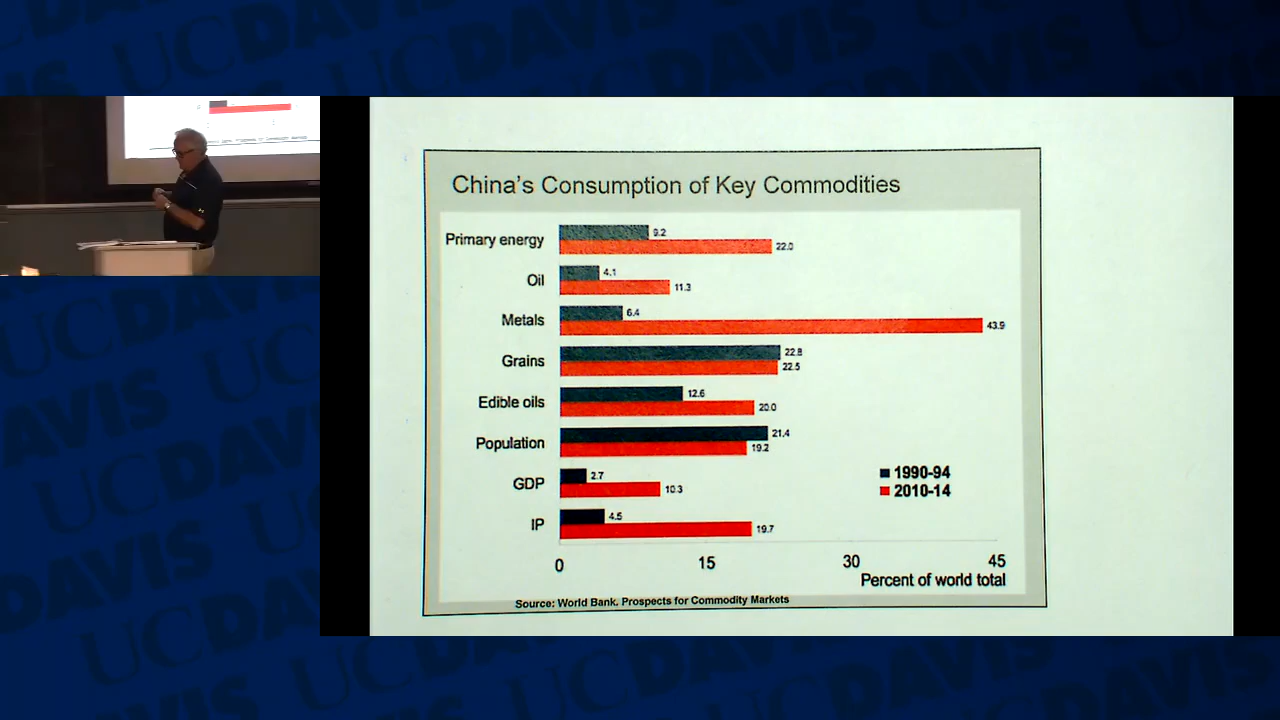 UCDAVIS
China's Consumption of Key Commodities
Primary energy
9.2
22.0
Oil
4.1
11.3
Metals
6.4
43.9
Grains
22.8
22.5
Edible oils
12.6
20.0
Population
21.4
19.2
GDP
2.7
10.3
IP
4.5
19.7
1990-94
2010-14
0 15 30 45
Percent of world total
Source: World Bank. Prospects for Commodity Markets